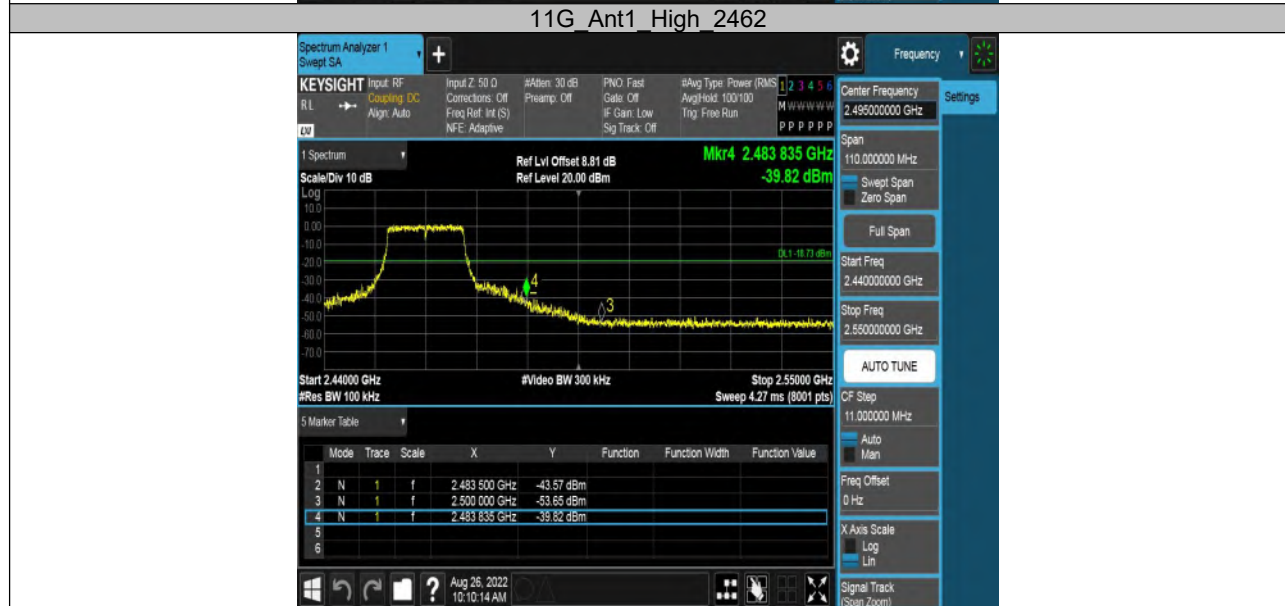 11G_Ant1_High_2462
Spectrum Analyzer 1
Swept SA
+
Frequency
KEYSIGHT
RL
LXI
Input: RF
Coupling: DC
Align: Auto
Input Z: 50 Ω
Corrections: Off
Freq Ref: Int (S)
NFE: Adaptive
#Atten: 30 dB
Preamp: Off
PNO: Fast
Gate: Off
IF Gain: Low
Sig Track: Off
#Avg Type: Power (RMS
Avg|Hold: 100/100
Trig: Free Run
1 2 3 4 5 6
M W W W W W
P P P P P P
Center Frequency
2.495000000 GHz
Settings
1 Spectrum
Scale/Div 10 dB
Ref Lvl Offset 8.81 dB
Ref Level 20.00 dBm
Mkr4 2.483 835 GHz
-39.82 dBm
Span
110.000000 MHz
Swept Span
Zero Span
Full Span
Start Freq
2.440000000 GHz
Stop Freq
2.550000000 GHz
AUTO TUNE
Log
10.0
0.00
-10.0
-20.0
-30.0
-40.0
-50.0
-60.0
-70.0
DL1 -18.73 dBm
4
3
Start 2.44000 GHz
#Video BW 300 kHz
Stop 2.55000 GHz
#Res BW 100 kHz
Sweep 4.27 ms (8001 pts)
CF Step
11.000000 MHz
Auto
Man
5 Marker Table
Mode Trace Scale X Y Function Function Width Function Value
1
2 N 1 f 2.483 500 GHz -43.57 dBm
3 N 1 f 2.500 000 GHz -53.65 dBm
4 N 1 f 2.483 835 GHz -39.82 dBm
5
6
Freq Offset
0 Hz
X Axis Scale
Log
Lin
Signal Track
(Span Zoom)
?
Aug 26, 2022
10:10:14 AM